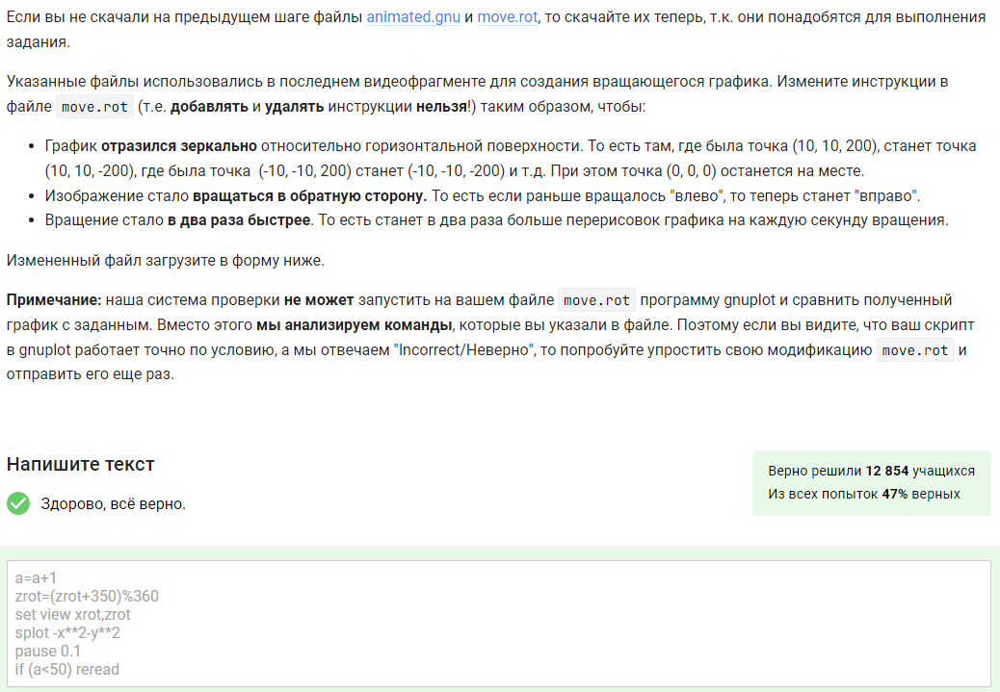 Если вы не скачали на предыдущем шаге файлы animated.gnu и move.rot, то скачайте их теперь, т.к. они понадобятся для выполнения
задания.
Указанные файлы использовались в последнем видеофрагменте для создания вращающегося графика. Измените инструкции в
файле move.rot (т.е. добавлять и удалять инструкции нельзя!) таким образом, чтобы:
• График отразился зеркально относительно горизонтальной поверхности. То есть там, где была точка (10, 10, 200), станет точка
(10, 10, -200), где была точка (-10, -10, 200) станет (-10, -10, -200) и т.д. При этом точка (0, 0, 0) останется на месте.
• Изображение стало вращаться в обратную сторону. То есть если раньше вращалось "влево", то теперь станет "вправо".
• Вращение стало в два раза быстрее. То есть станет в два раза больше перерисовок графика на каждую секунду вращения.
Измененный файл загрузите в форму ниже.
Примечание: наша система проверки не может запустить на вашем файле move.rot программу gnuplot и сравнить полученный
график с заданным. Вместо этого мы анализируем команды, которые вы указали в файле. Поэтому если вы видите, что ваш скрипт
в gnuplot работает точно по условию, а мы отвечаем "Incorrect/Неверно", то попробуйте упростить свою модификацию move.rot и
отправить его еще раз.
Напишите текст
Верно решили 12 854 учащихся
Из всех попыток 47% верных
Здорово, всё верно.
a=a+1
zrot=(zrot+350)%360
set view xrot,zrot
splot -x**2-y**2
pause 0.1
if (a<50) reread